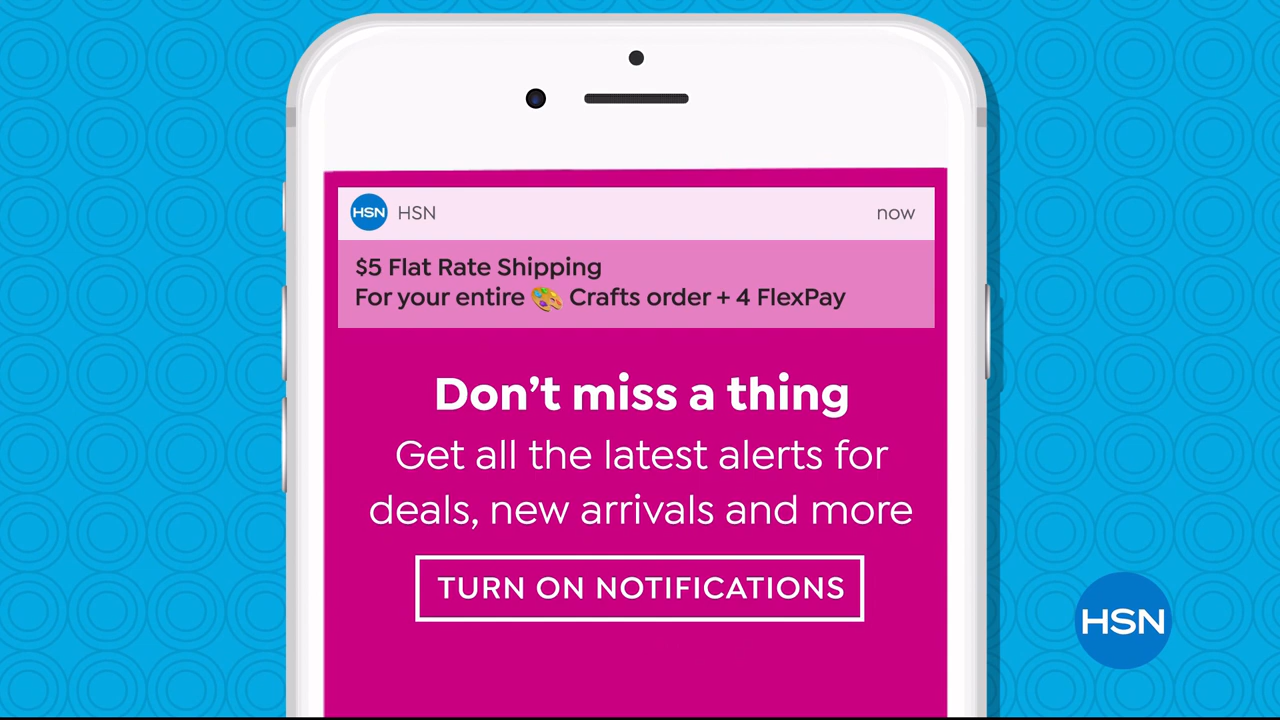 HSN HSN now
$5 Flat Rate Shipping
For your entire 🎨 Crafts order + 4 FlexPay
Don't miss a thing
Get all the latest alerts for
deals, new arrivals and more
TURN ON NOTIFICATIONS
HSN